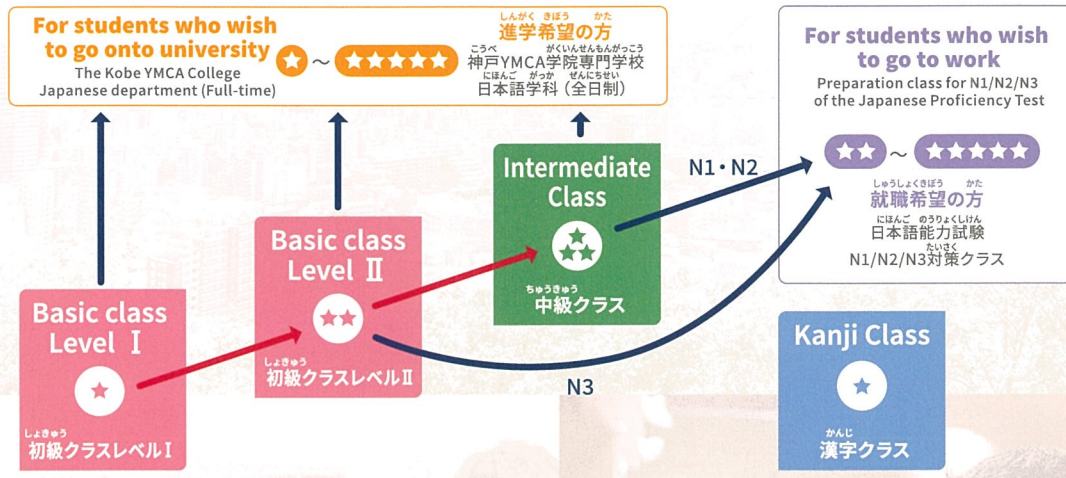 For students who wish
to go onto university
The Kobe YMCA College
Japanese department (Full-time)
★ ～ ★★★★★
しんがく きぼう かた
進学希望の方
こうべ がくいんせんもんがっこう
神戸YMCA学院専門学校
にほんご がっか ぜんにちせい
日本語学科（全日制）
For students who wish
to go to work
Preparation class for N1/N2/N3
of the Japanese Proficiency Test
★★ ～ ★★★★★
しゅうしょくきぼう かた
就職希望の方
にほんご のうりょくしけん
日本語能力試験
たいさく
N1/N2/N3対策クラス
Intermediate
Class
ちゅうきゅう
中級クラス
N1・N2
Basic class
Level Ⅱ
しょきゅう
初級クラスレベルⅡ
N3
Basic class
Level Ⅰ
しょきゅう
初級クラスレベルⅠ
Kanji Class
かんじ
漢字クラス